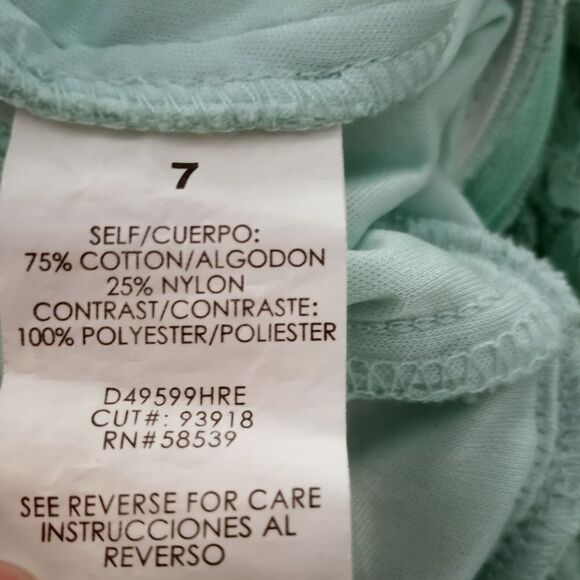 7
SELF/CUERPO:
75% COTTON/ALGODON
25% NYLON
CONTRAST/CONTRASTE:
100% POLYESTER/POLIESTER
D49599HRE
CUT#: 93918
RN#58539
SEE REVERSE FOR CARE
INSTRUCCIONES AL
REVERSO